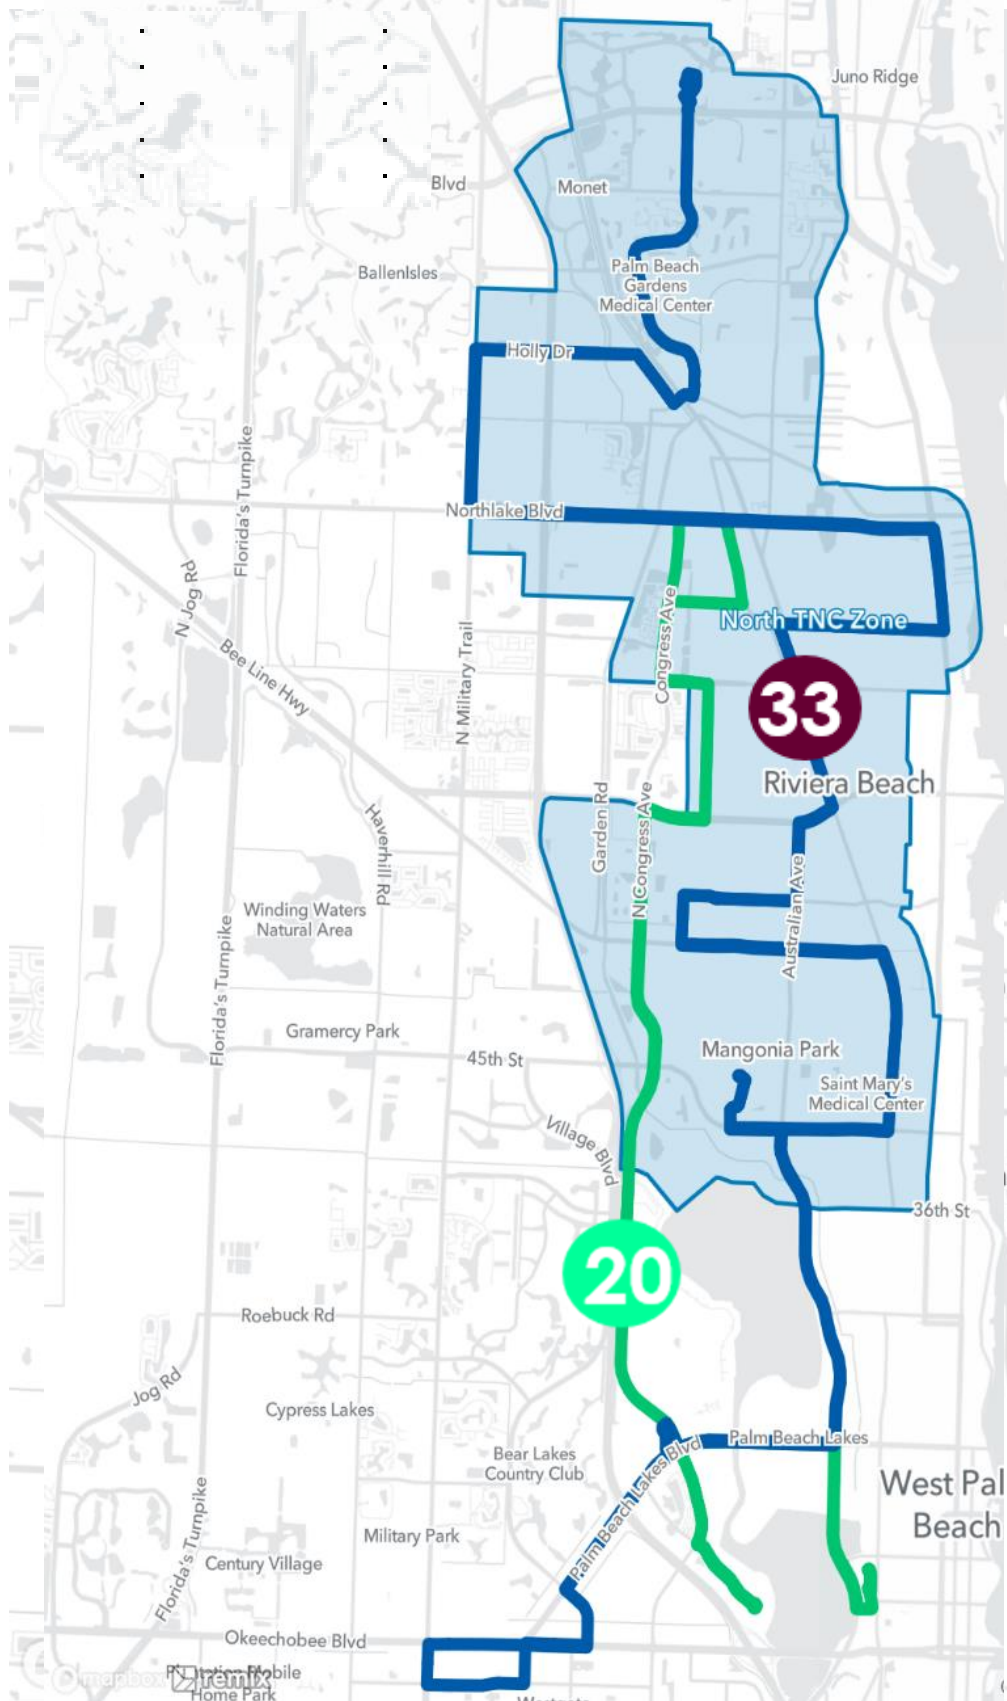 Juno Ridge
Blvd
Monet
BallenIsles
Palm Beach
Gardens
Medical Center
Holly Dr
Florida's Turnpike
Northlake Blvd
N Jog Rd
Congress Ave
North TNC Zone
N Military Trail
Bee Line Hwy
33
Riviera Beach
Garden Rd
N Congress Ave
Haverhill Rd
Australian Ave
Winding Waters
Natural Area
Florida's Turnpike
Gramercy Park
45th St
Mangonia Park
Saint Mary's
Medical Center
Village Blvd
36th St
20
Roebuck Rd
Jog Rd
Cypress Lakes
Palm Beach Lakes
Bear Lakes
Country Club
Palm Beach Lakes Blvd
West Pal
Beach
Military Park
Century Village
Florida's Turnpike
Okeechobee Blvd
mapbox
remix
Mobile
Home Park